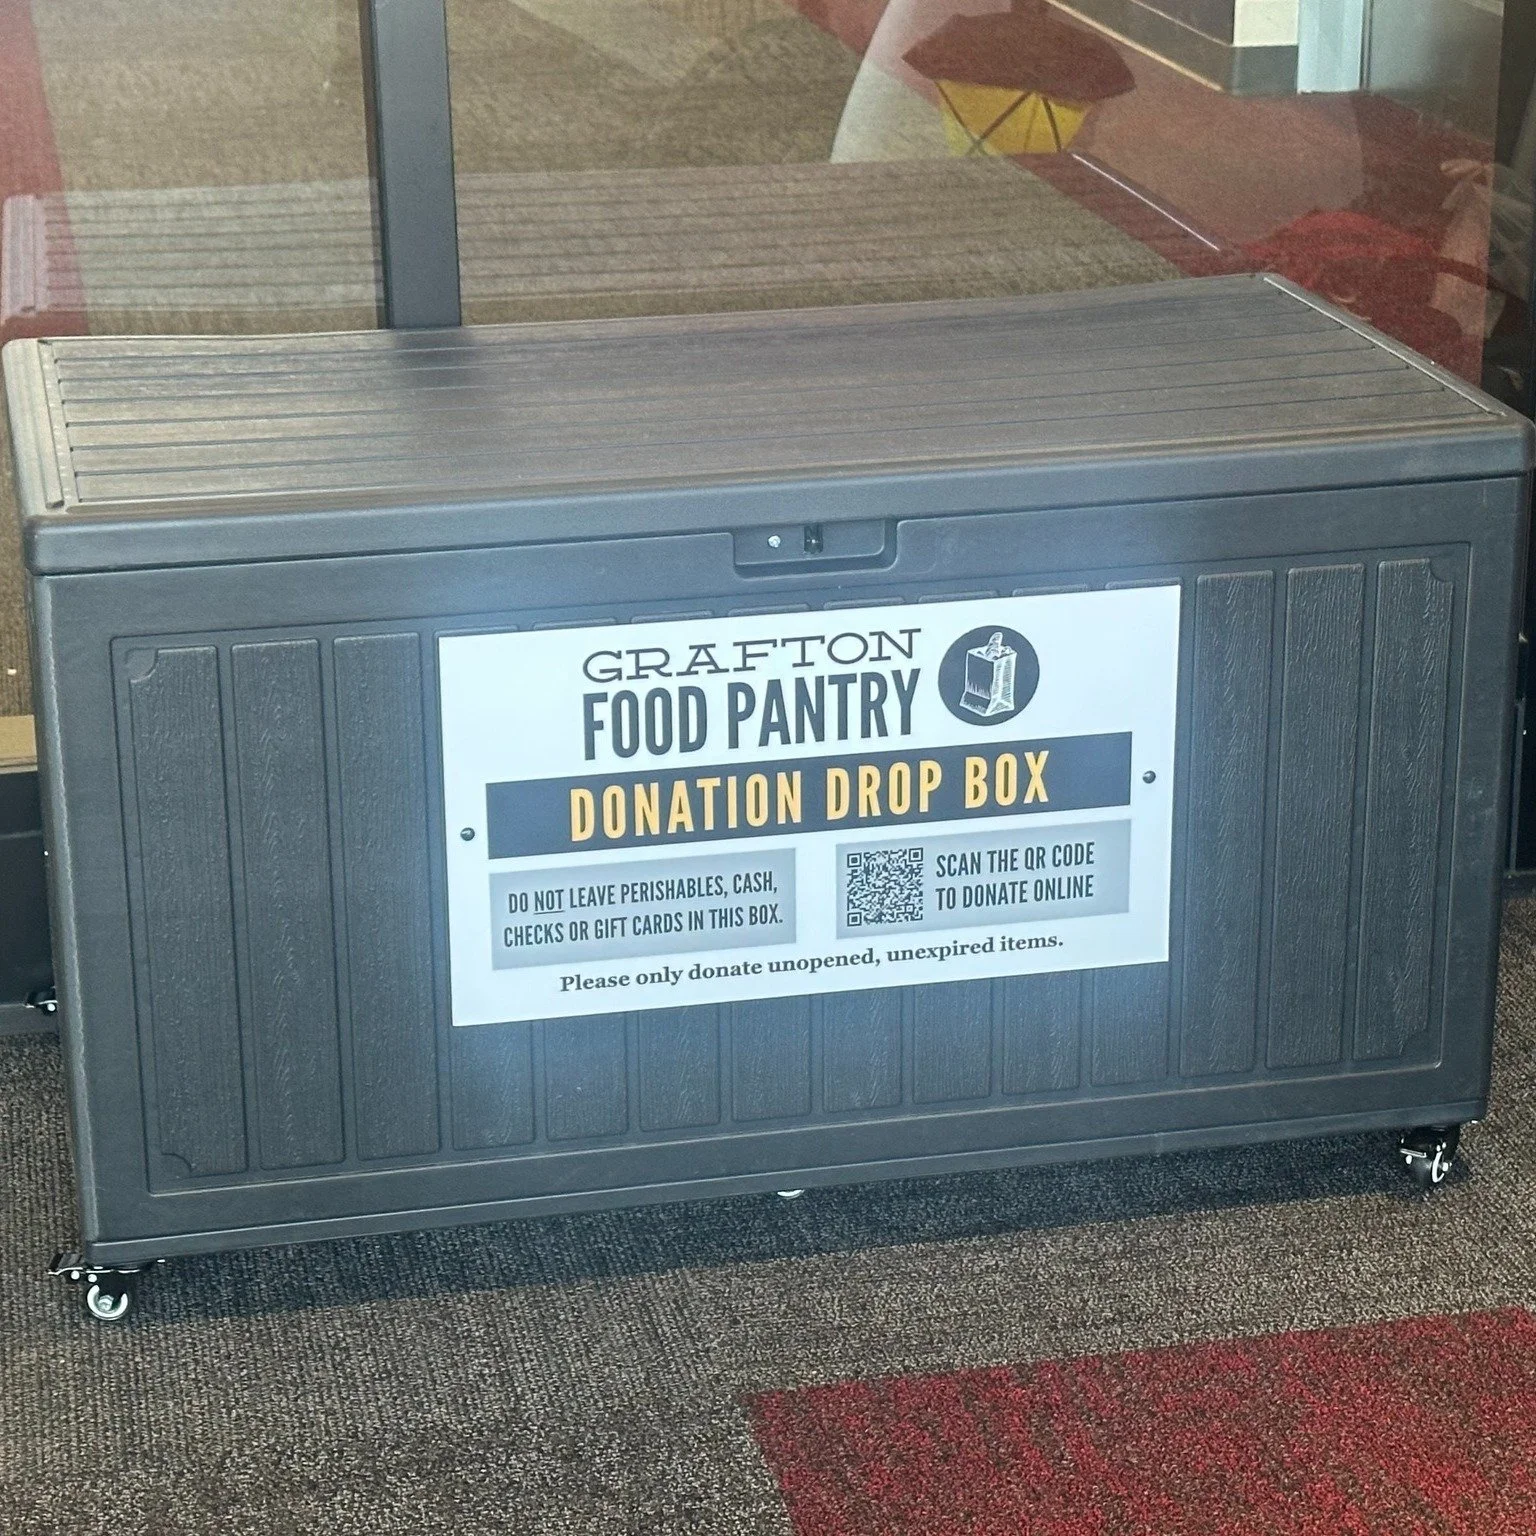 GRAFTON
FOOD PANTRY
DONATION DROP BOX
DO NOT LEAVE PERISHABLES, CASH,
CHECKS OR GIFT CARDS IN THIS BOX.
SCAN THE QR CODE
TO DONATE ONLINE
Please only donate unopened, unexpired items.